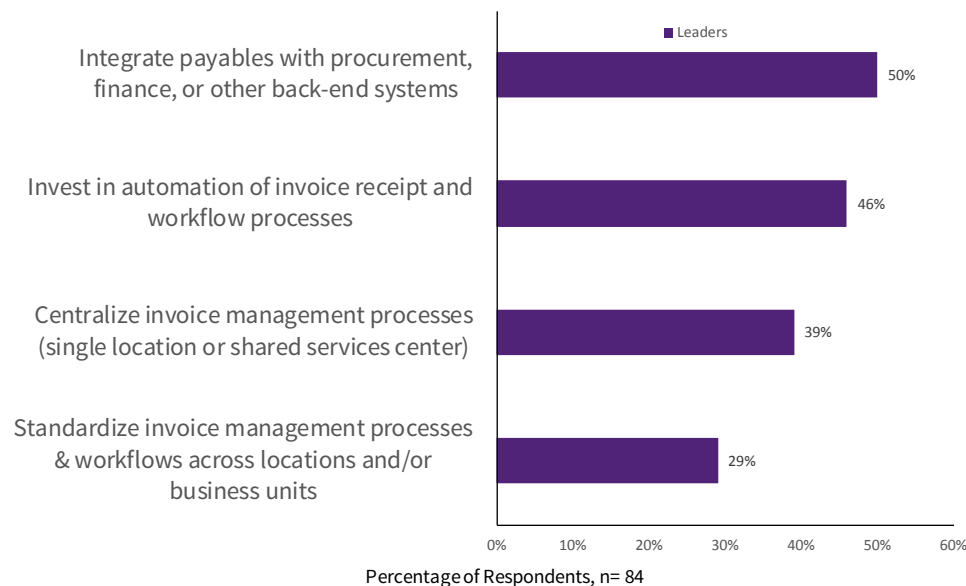 Leaders
Integrate payables with procurement,
finance, or other back-end systems
50%
Invest in automation of invoice receipt and
workflow processes
46%
Centralize invoice management processes
(single location or shared services center)
39%
Standardize invoice management processes
& workflows across locations and/or
business units
29%
0% 10% 20% 30% 40% 50% 60%
Percentage of Respondents, n= 84